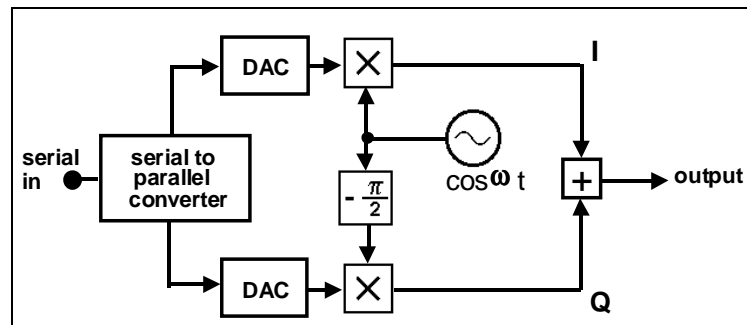 I
DAC
×
serial in
serial to
parallel
converter
cos ω t
- π/2
+
output
DAC
×
Q